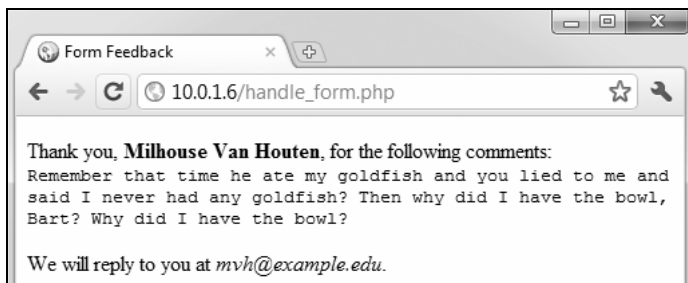 Form Feedback
10.0.1.6/handle_form.php
Thank you, Milhouse Van Houten, for the following comments:
Remember that time he ate my goldfish and you lied to me and
said I never had any goldfish? Then why did I have the bowl,
Bart? Why did I have the bowl?
We will reply to you at mvh@example.edu.